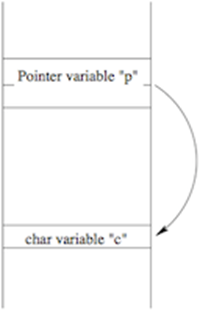 Pointer variable "p"
char variable "c"